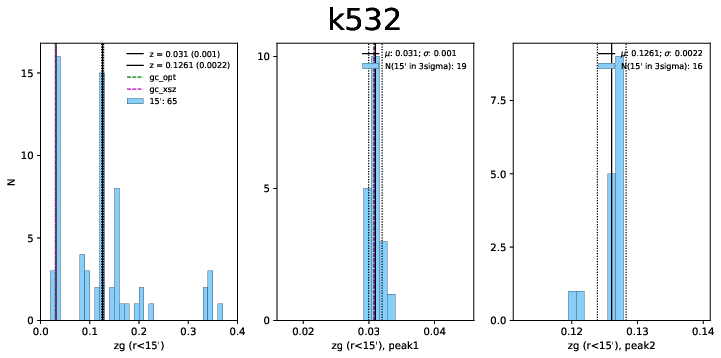 k532
z = 0.031 (0.001)
z = 0.1261 (0.0022)
gc_opt
gc_xsz
15': 65
N
15
10
5
0
0.0 0.1 0.2 0.3 0.4
zg (r<15')
μ: 0.031; σ: 0.001
N(15' in 3sigma): 19
10
5
0
0.02 0.03 0.04
zg (r<15'), peak1
μ: 0.1261; σ: 0.0022
N(15' in 3sigma): 16
7.5
5.0
2.5
0.0
0.12 0.13 0.14
zg (r<15'), peak2